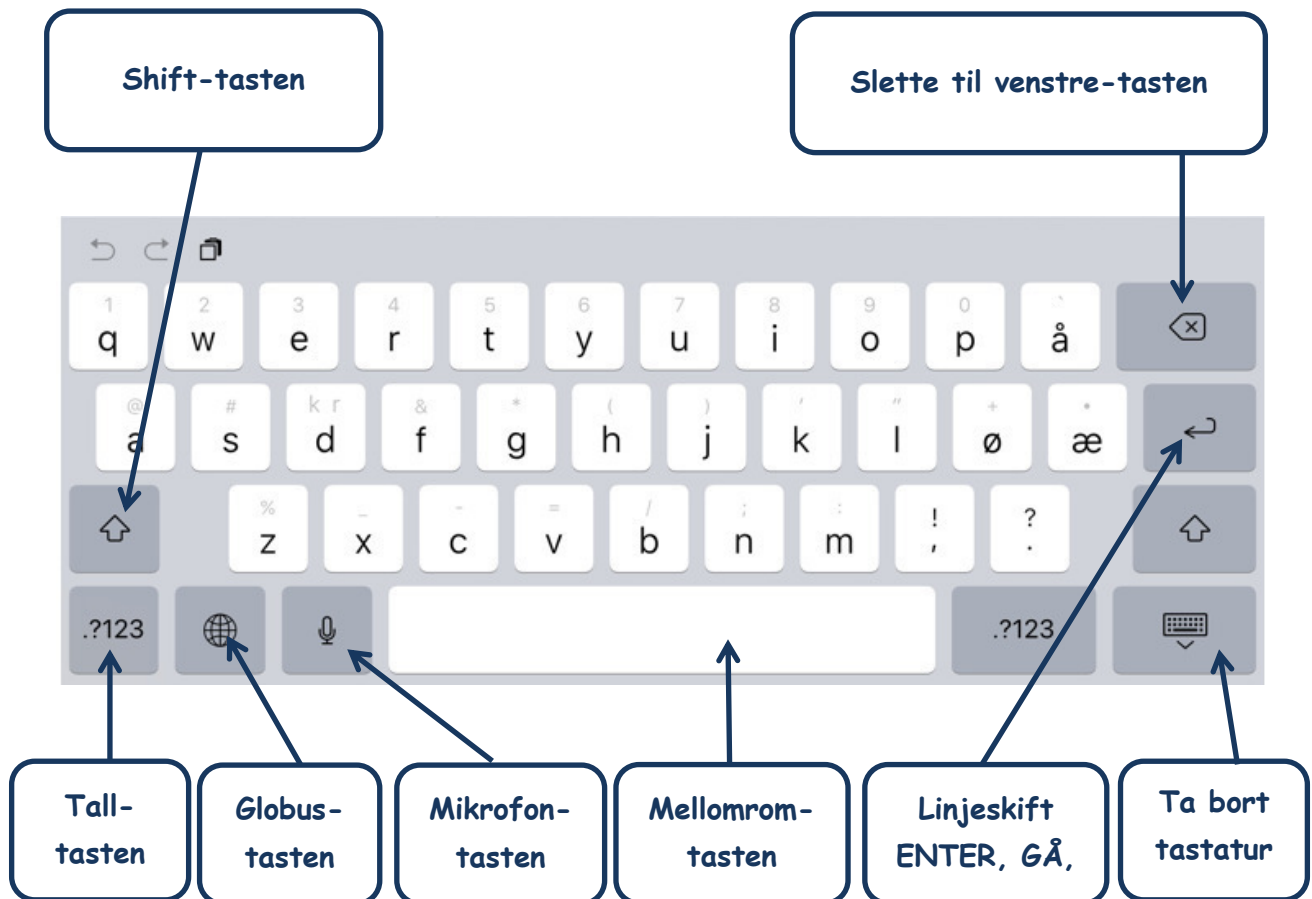 Shift-tasten
Slette til venstre-tasten
1 2 3 4 5 6 7 8 9 0 `
q w e r t y u i o p å
@ # k r & * ( ) ' " + •
a s d f g h j k l ø æ
% _ - = / ; : ! ?
z x c v b n m , .
.?123 .?123
Tall-
tasten
Globus-
tasten
Mikrofon-
tasten
Mellomrom-
tasten
Linjeskift
ENTER, GÅ,
Ta bort
tastatur